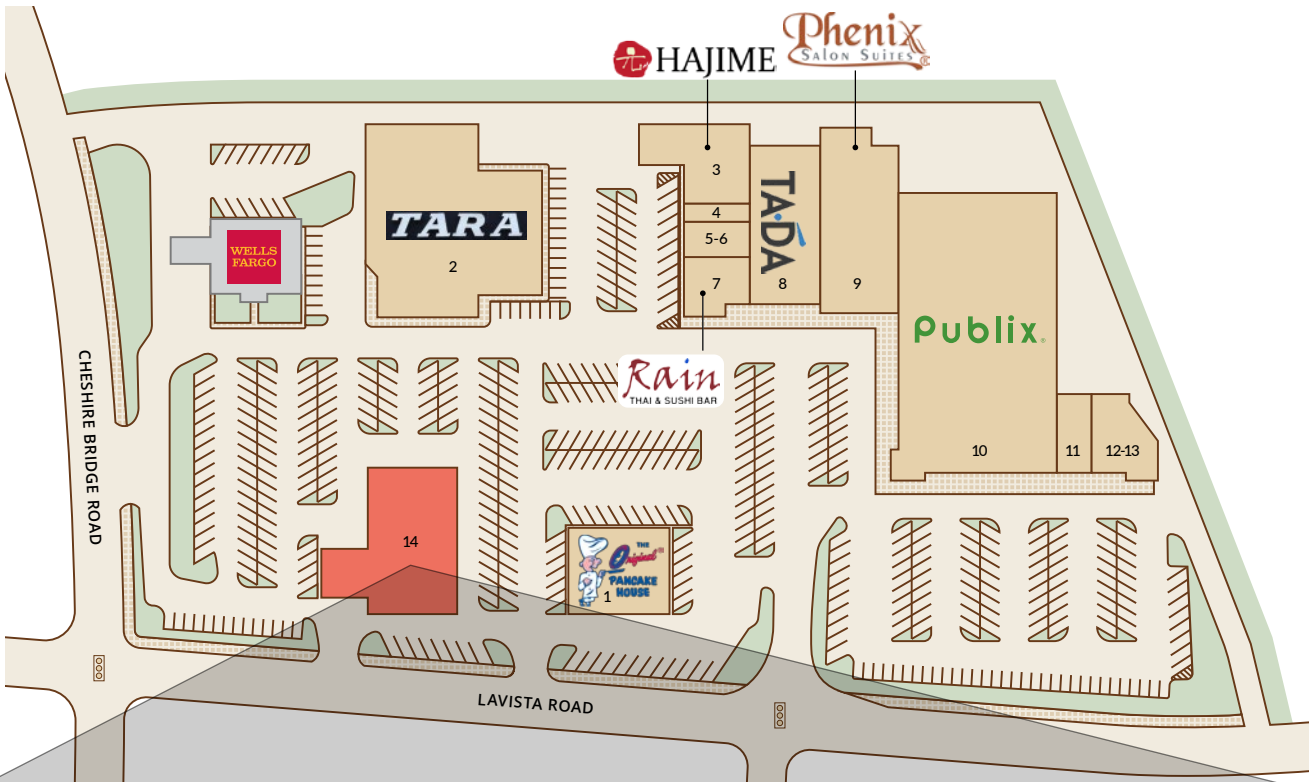 HAJIME
Phenix
SALON SUITES®
3
4
5-6
7
TA·DA
8
9
TARA
2
WELLS
FARGO
Publix®
10
11
12-13
Rain
THAI & SUSHI BAR
CHESHIRE BRIDGE ROAD
14
THE
Original™
PANCAKE
HOUSE
1
LAVISTA ROAD